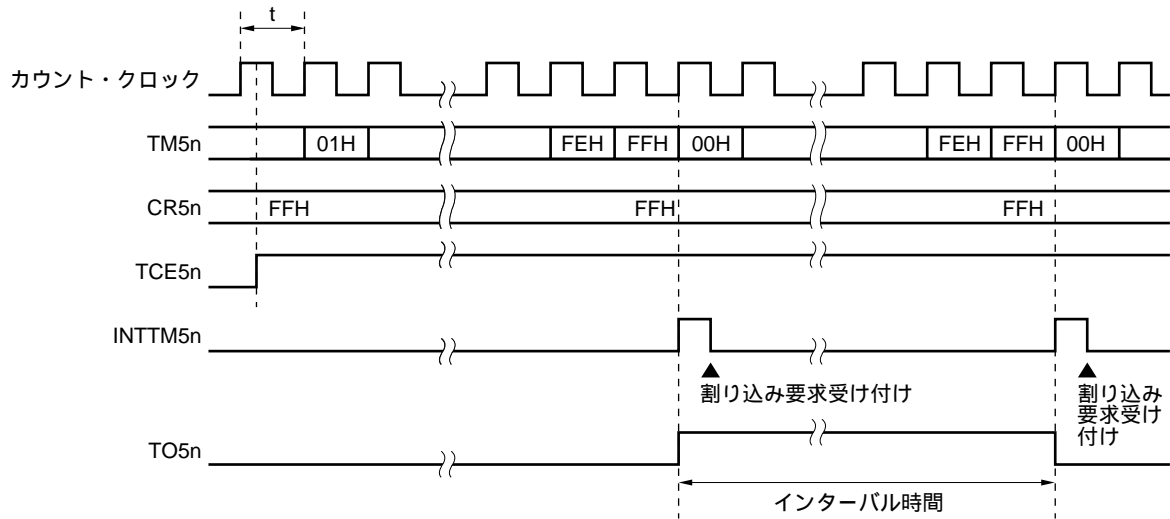 t
カウント・クロック
TM5n 01H FEH FFH 00H FEH FFH 00H
CR5n FFH FFH FFH
TCE5n
INTTM5n
割り込み要求受け付け
割り込み
要求受け
付け
TO5n
インターバル時間